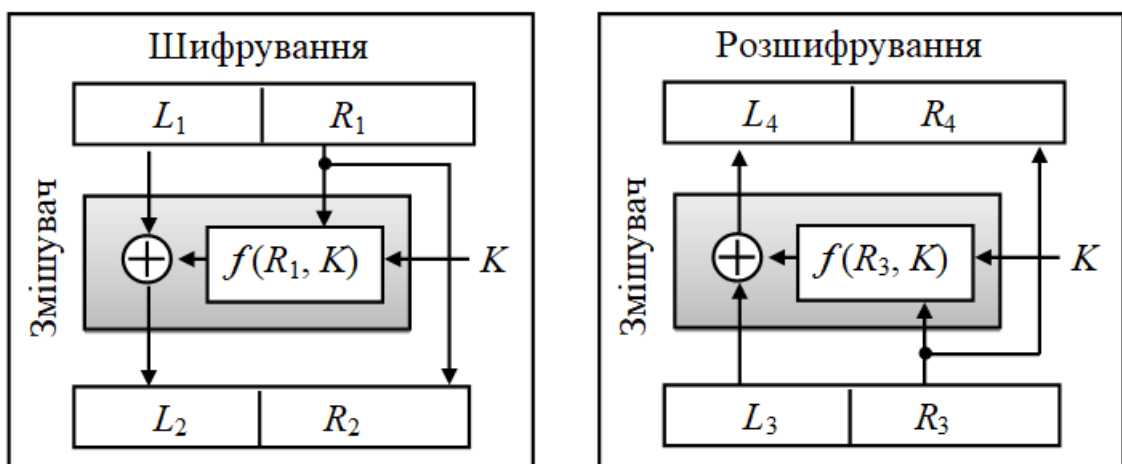 Шифрування
L₁ R₁
Змішувач
f(R₁, K)
K
L₂ R₂
Розшифрування
L₄ R₄
Змішувач
f(R₃, K)
K
L₃ R₃